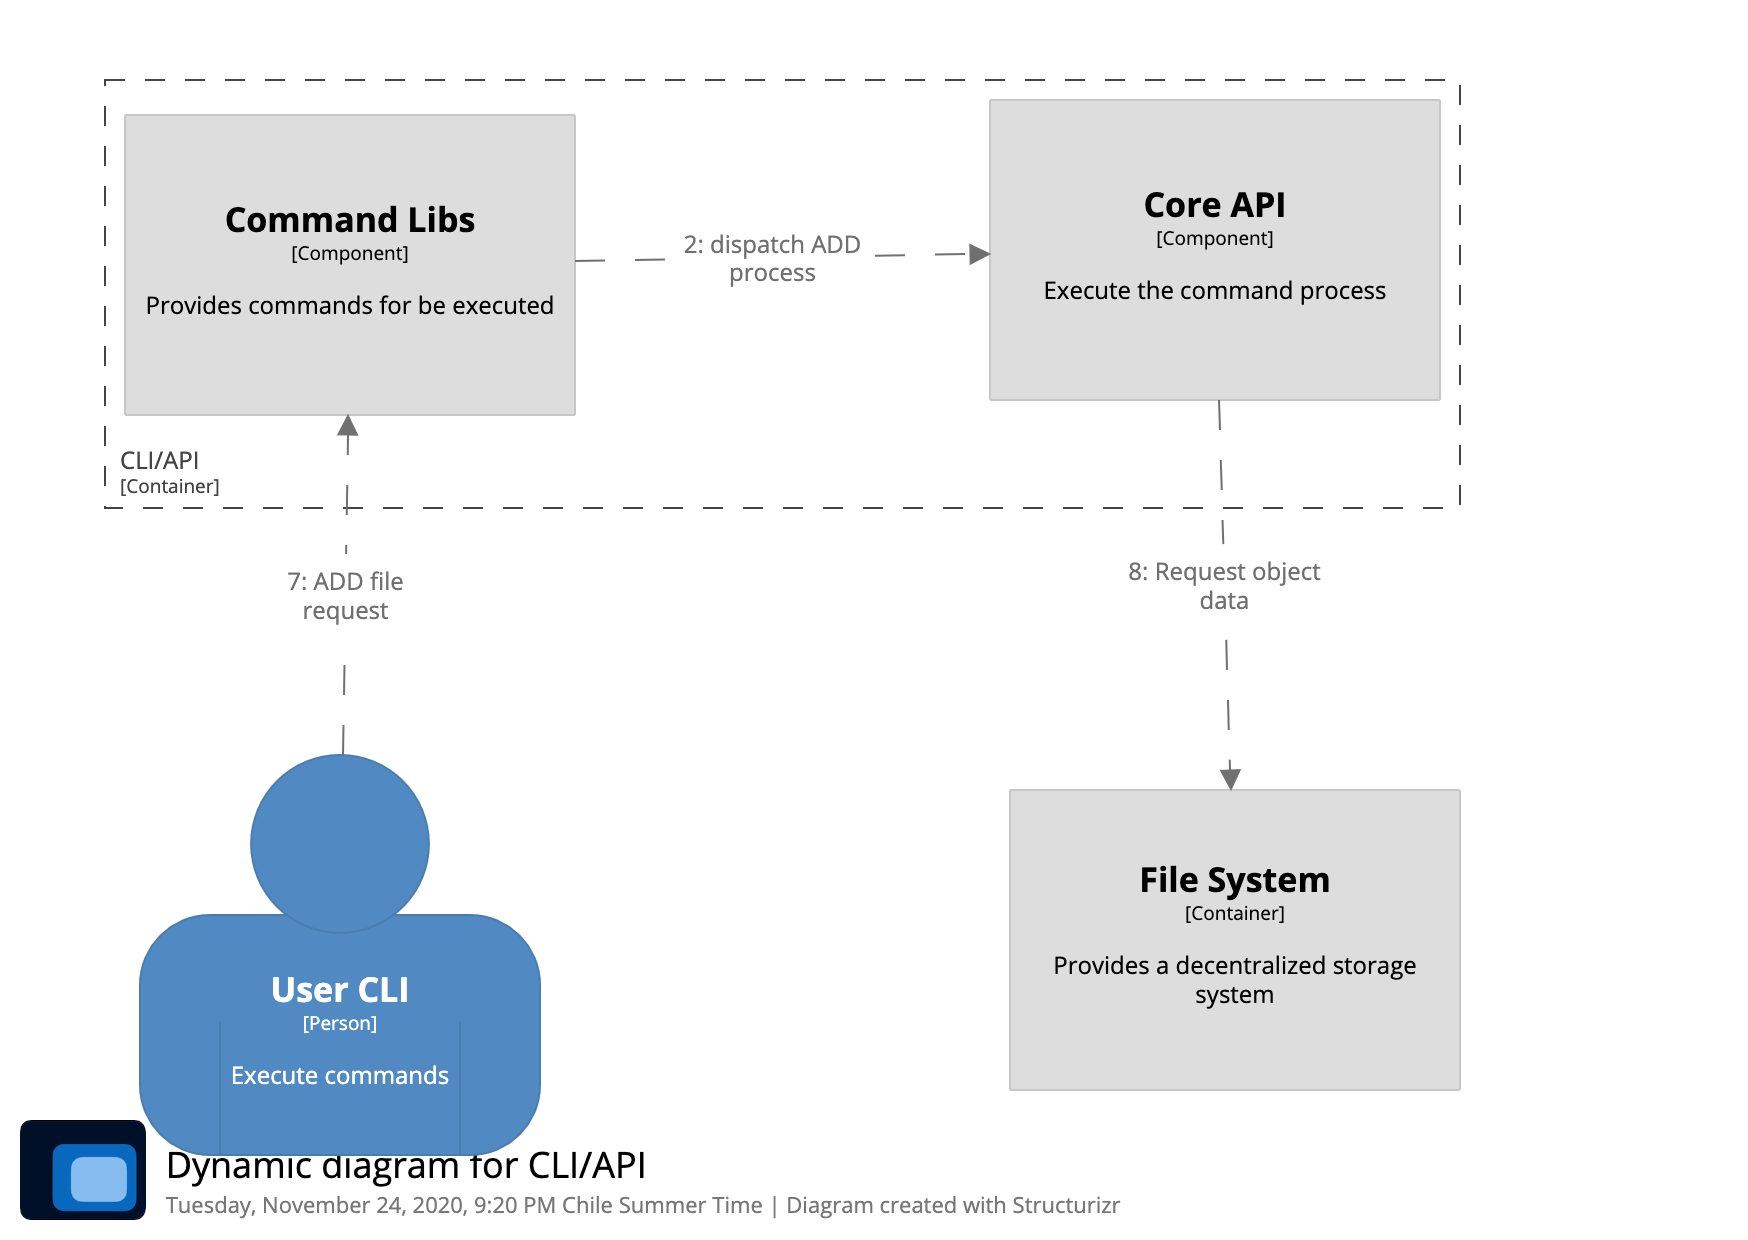 Command Libs
[Component]
Provides commands for be executed
2: dispatch ADD
process
Core API
[Component]
Execute the command process
CLI/API
[Container]
7: ADD file
request
8: Request object
data
User CLI
[Person]
Execute commands
File System
[Container]
Provides a decentralized storage
system
Dynamic diagram for CLI/API
Tuesday, November 24, 2020, 9:20 PM Chile Summer Time | Diagram created with Structurizr